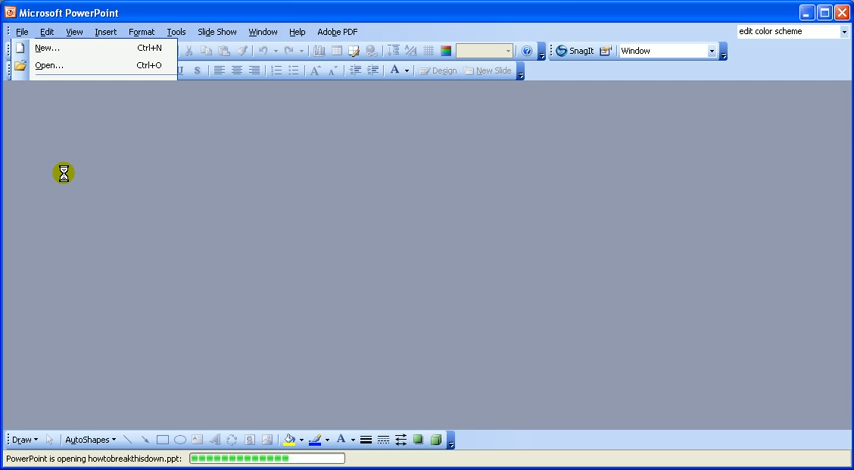 Microsoft PowerPoint
File Edit View Insert Format Tools Slide Show Window Help Adobe PDF edit color scheme
New... Ctrl+N
SnagIt Window
Open... Ctrl+O
U S A Design New Slide
Draw AutoShapes A
PowerPoint is opening howtobreakthisdown.ppt: